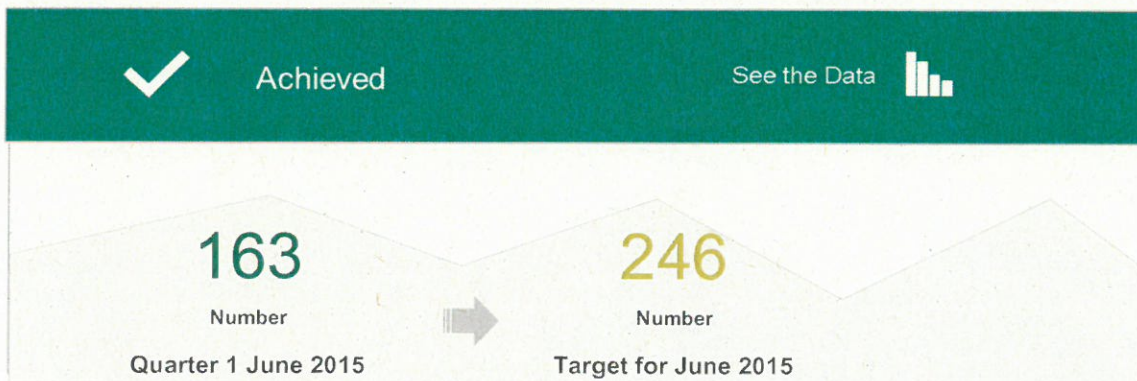 Achieved
See the Data
163
246
Number
Number
Quarter 1 June 2015
Target for June 2015